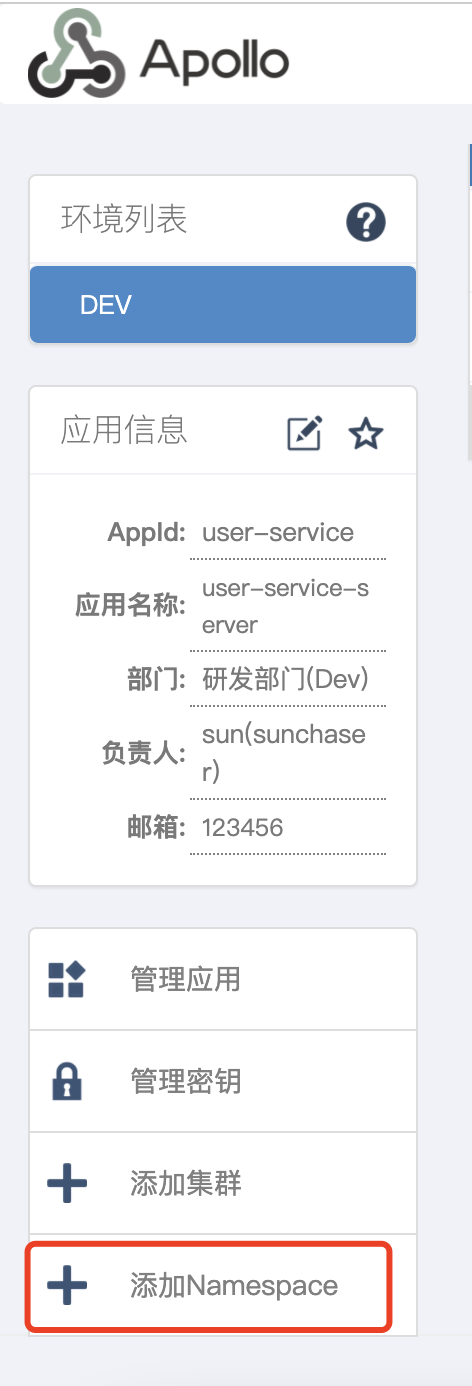 Apollo
环境列表
DEV
应用信息
AppId: user-service
应用名称: user-service-s
erver
部门: 研发部门(Dev)
负责人: sun(sunchase
r)
邮箱: 123456
管理应用
管理密钥
添加集群
添加Namespace